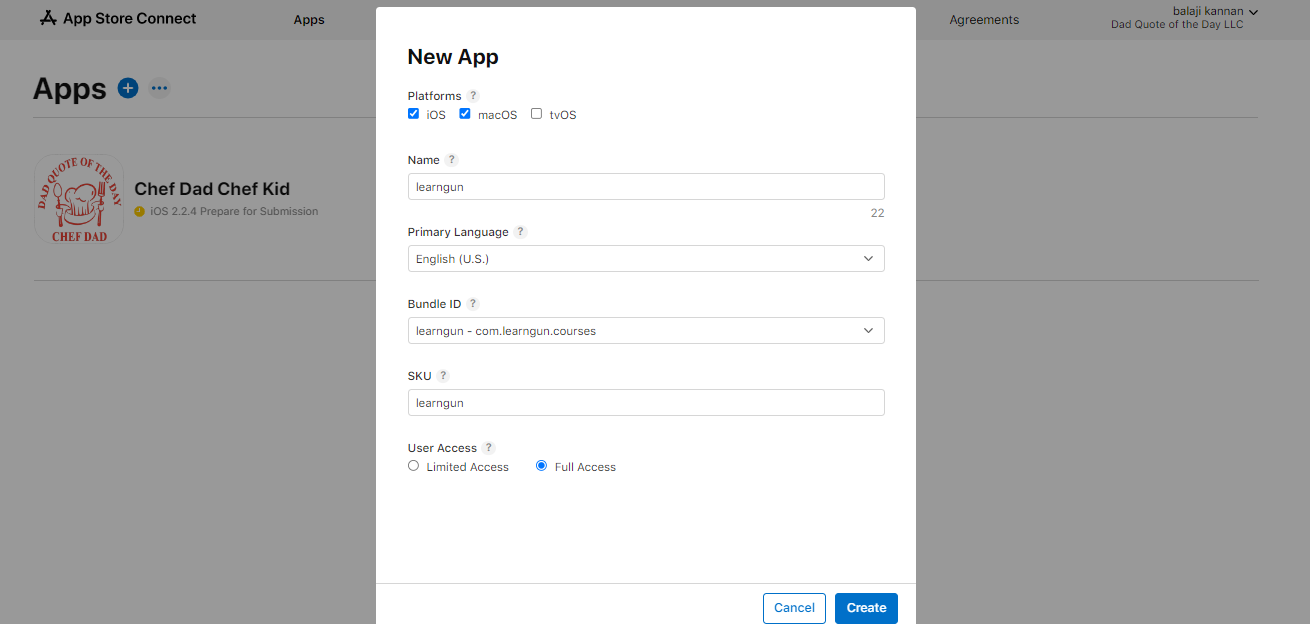 App Store Connect
Apps
Agreements
balaji kannan
Dad Quote of the Day LLC
Apps
DAD QUOTE OF THE DAY
CHEF DAD
Chef Dad Chef Kid
iOS 2.2.4 Prepare for Submission
New App
Platforms ?
iOS macOS tvOS
Name ?
learngun
22
Primary Language ?
English (U.S.)
Bundle ID ?
learngun - com.learngun.courses
SKU ?
learngun
User Access ?
Limited Access Full Access
Cancel Create